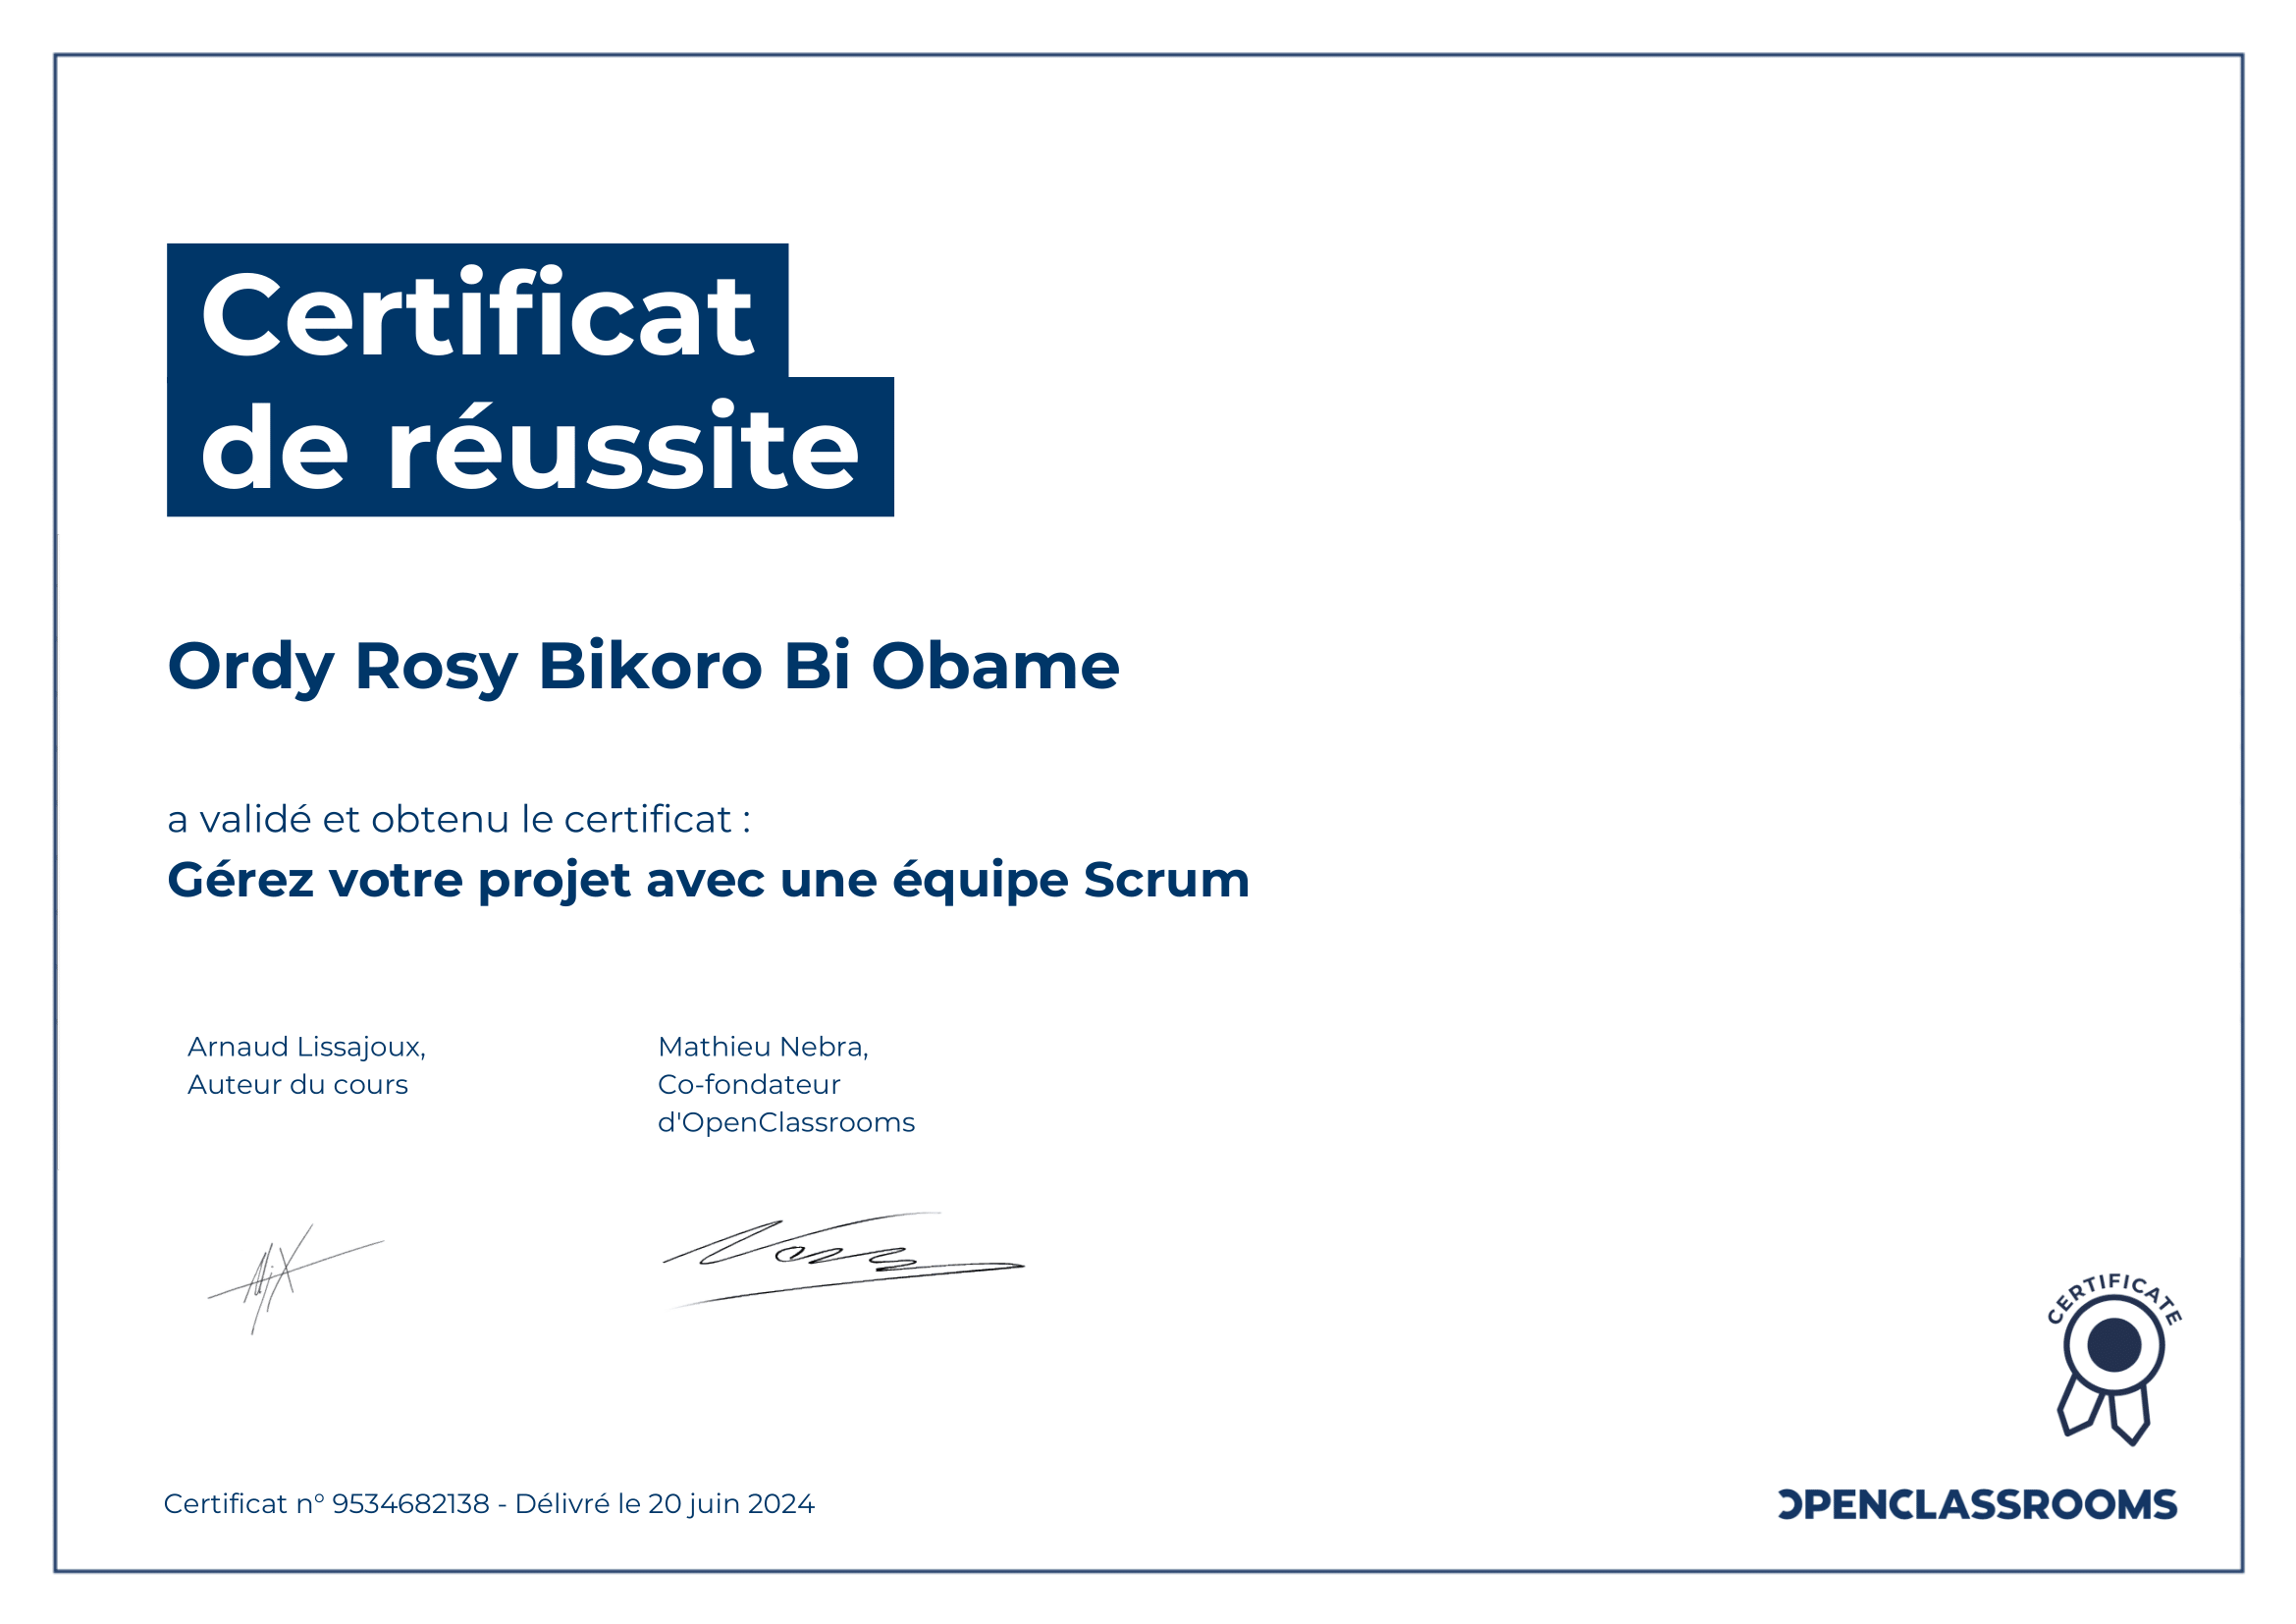 Certificat
de réussite
Ordy Rosy Bikoro Bi Obame
a validé et obtenu le certificat :
Gérez votre projet avec une équipe Scrum
Arnaud Lissajoux,
Auteur du cours
Mathieu Nebra,
Co-fondateur
d'OpenClassrooms
CERTIFICATE
Certificat n° 9534682138 - Délivré le 20 juin 2024
OPENCLASSROOMS